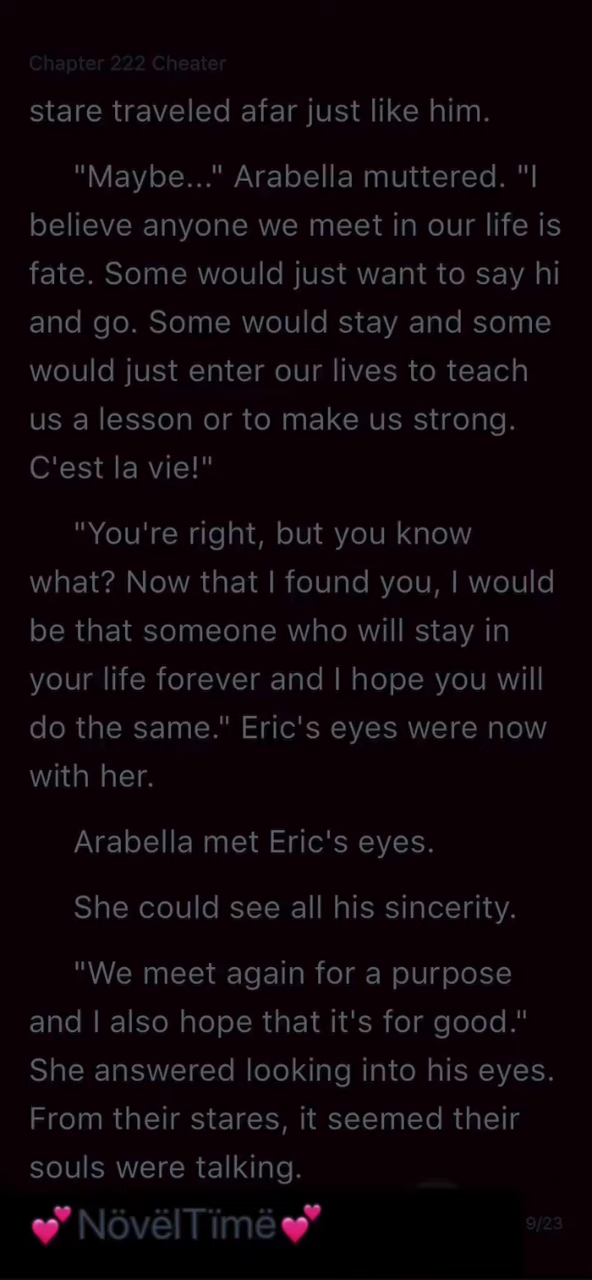 Chapter 222 Cheater
stare traveled afar just like him.
"Maybe..." Arabella muttered. "I
believe anyone we meet in our life is
fate. Some would just want to say hi
and go. Some would stay and some
would just enter our lives to teach
us a lesson or to make us strong.
C'est la vie!"
"You're right, but you know
what? Now that I found you, I would
be that someone who will stay in
your life forever and I hope you will
do the same." Eric's eyes were now
with her.
Arabella met Eric's eyes.
She could see all his sincerity.
"We meet again for a purpose
and I also hope that it's for good."
She answered looking into his eyes.
From their stares, it seemed their
souls were talking.
💕NövëlTïmë💕
9/23